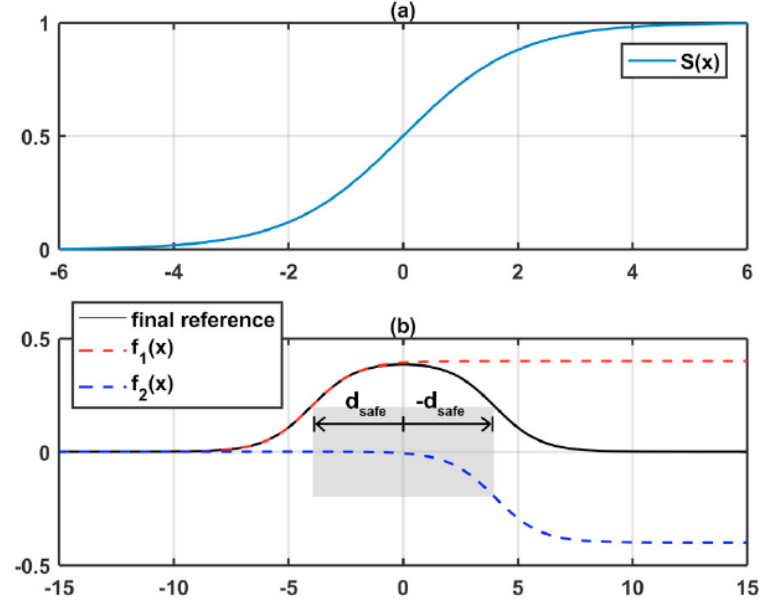 (a)
1
0.5
0
S(x)
-6 -4 -2 0 2 4 6
(b)
final reference
f1(x)
f2(x)
0.5
0
-0.5
dsafe -dsafe
-15 -10 -5 0 5 10 15